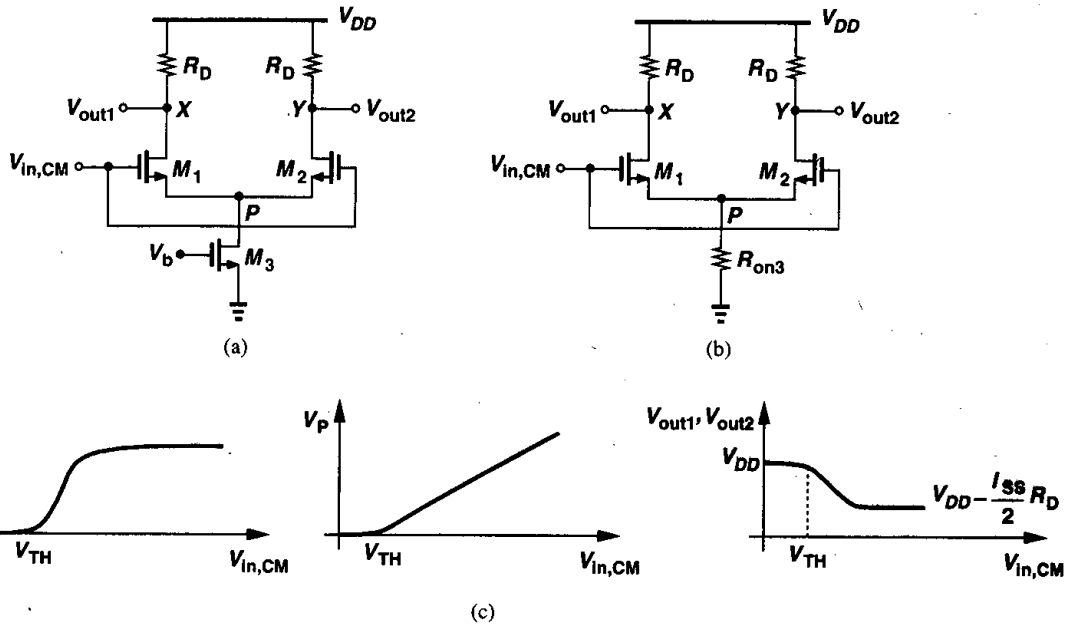 V_DD
R_D R_D
V_out1 X Y V_out2
V_in,CM M_1 M_2
P
V_b M_3
(a)
V_DD
R_D R_D
V_out1 X Y V_out2
V_in,CM M_1 M_2
P
R_on3
(b)
V_TH
V_in,CM
V_P
V_TH
V_in,CM
V_out1, V_out2
V_DD
V_DD - I_SS/2 R_D
V_TH
V_in,CM
(c)